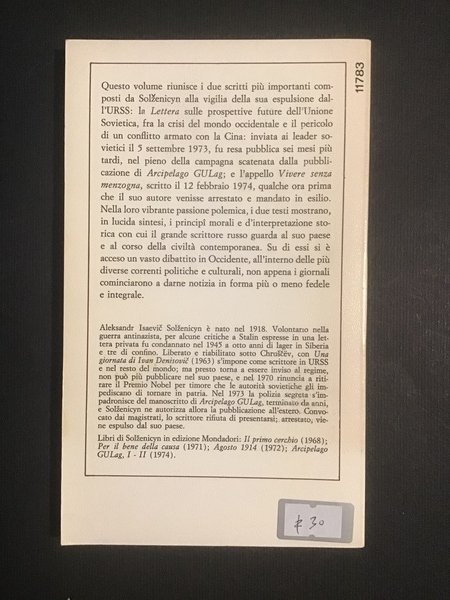 11783
Questo volume riunisce i due scritti più importanti com-
posti da Solženicyn alla vigilia della sua espulsione dal-
l'URSS: la Lettera sulle prospettive future dell'Unione
Sovietica, fra la crisi del mondo occidentale e il pericolo
di un conflitto armato con la Cina: inviata ai leader so-
vietici il 5 settembre 1973, fu resa pubblica sei mesi più
tardi, nel pieno della campagna scatenata dalla pubbli-
cazione di Arcipelago GULag; e l'appello Vivere senza
menzogna, scritto il 12 febbraio 1974, qualche ora prima
che il suo autore venisse arrestato e mandato in esilio.
Nella loro vibrante passione polemica, i due testi mostrano,
in lucida sintesi, i principî morali e d'interpretazione sto-
rica con cui il grande scrittore russo guarda al suo paese
e al corso della civiltà contemporanea. Su di essi si è
acceso un vasto dibattito in Occidente, all'interno delle più
diverse correnti politiche e culturali, non appena i giornali
cominciarono a darne notizia in forma più o meno fedele
e integrale.
Aleksandr Isaevič Solženicyn è nato nel 1918. Volontario nella
guerra antinazista, per alcune critiche a Stalin espresse in una let-
tera privata fu condannato nel 1945 a otto anni di lager in Siberia
e tre di confino. Liberato e riabilitato sotto Chruščëv, con Una
giornata di Ivan Denisovič (1963) s'impone come scrittore in URSS
e nel resto del mondo; ma presto torna a essere inviso al regime,
non può più pubblicare nel suo paese, e nel 1970 rinuncia a riti-
rare il Premio Nobel per timore che le autorità sovietiche gli im-
pediscano di tornare in patria. Nel 1973 la polizia segreta s'im-
padronisce del manoscritto di Arcipelago GULag, terminato da anni,
e Solženicyn ne autorizza allora la pubblicazione all'estero. Convo-
cato dai magistrati, lo scrittore rifiuta di presentarsi; arrestato, vie-
ne espulso dal suo paese.
Libri di Solženicyn in edizione Mondadori: Il primo cerchio (1968);
Per il bene della causa (1971); Agosto 1914 (1972); Arcipelago
GULag, I - II (1974).
30